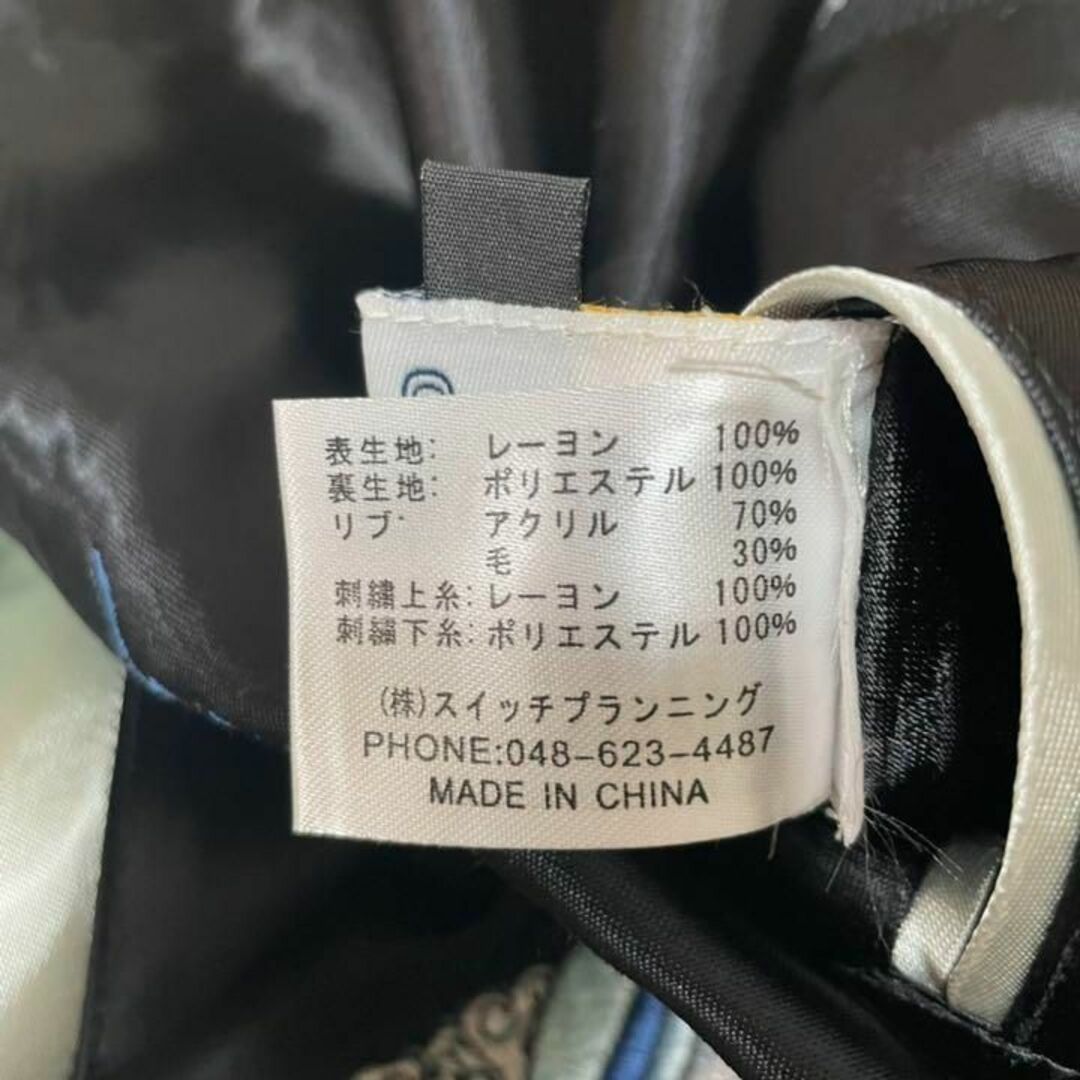 表生地: レーヨン 100%
裏生地: ポリエステル 100%
リブ: アクリル 70%
毛 30%
刺繍上糸: レーヨン 100%
刺繍下糸: ポリエステル 100%
(株)スイッチプランニング
PHONE:048-623-4487
MADE IN CHINA